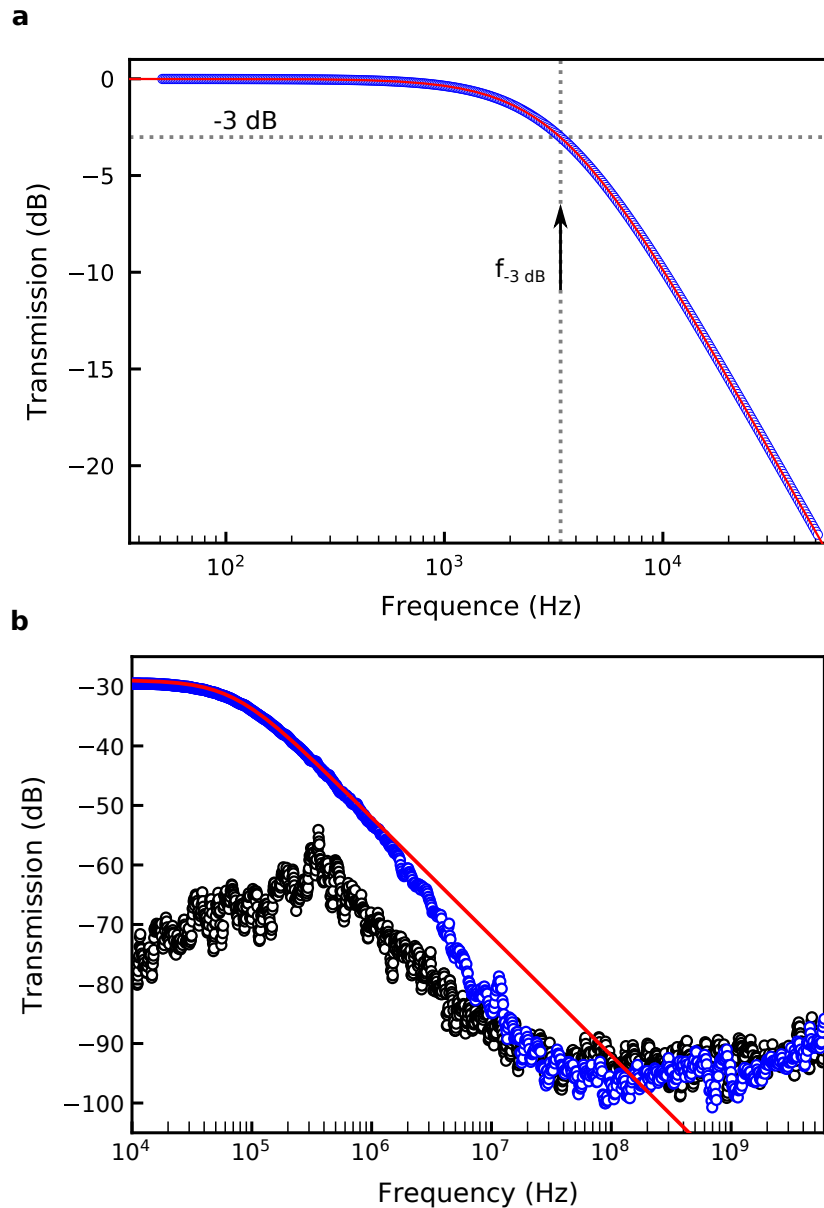 a
0
−5
−10
−15
−20
Transmission (dB)
-3 dB
f-3 dB
10²
10³
10⁴
Frequence (Hz)
b
−30
−40
−50
−60
−70
−80
−90
−100
Transmission (dB)
10⁴
10⁵
10⁶
10⁷
10⁸
10⁹
Frequency (Hz)